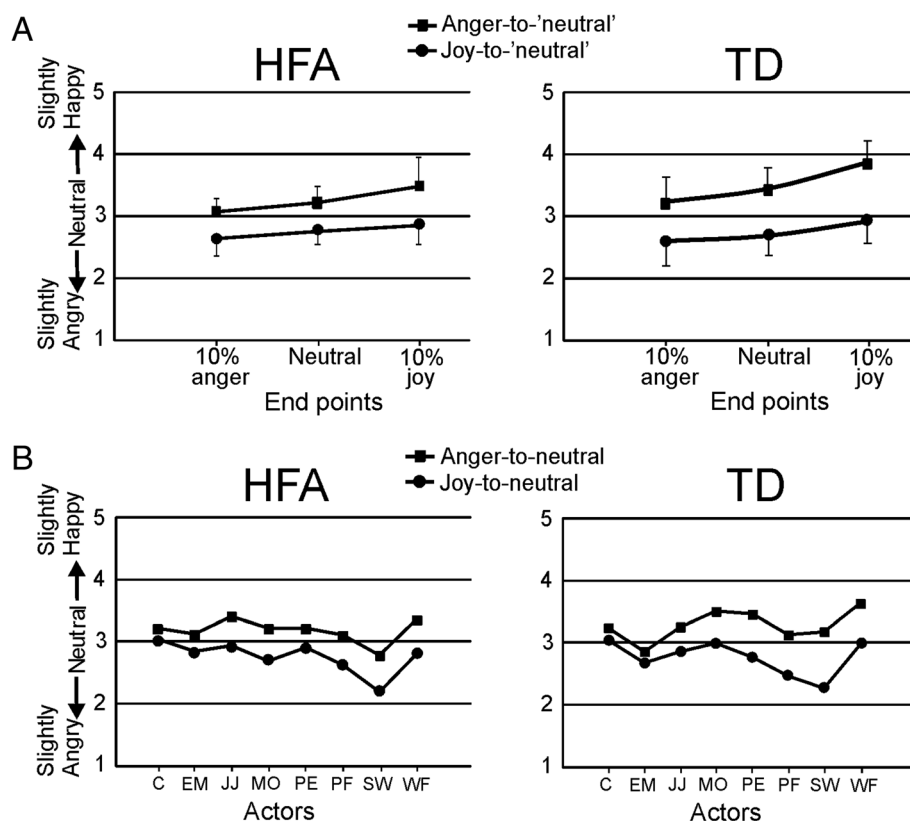 A
Anger-to-'neutral'
Joy-to-'neutral'
HFA
TD
Slightly
Happy
Neutral
Slightly
Angry
5
4
3
2
1
10%
anger
Neutral
10%
joy
End points
5
4
3
2
1
10%
anger
Neutral
10%
joy
End points
B
Anger-to-neutral
Joy-to-neutral
HFA
TD
Slightly
Happy
Neutral
Slightly
Angry
5
4
3
2
1
C EM JJ MO PE PF SW WF
Actors
5
4
3
2
1
C EM JJ MO PE PF SW WF
Actors